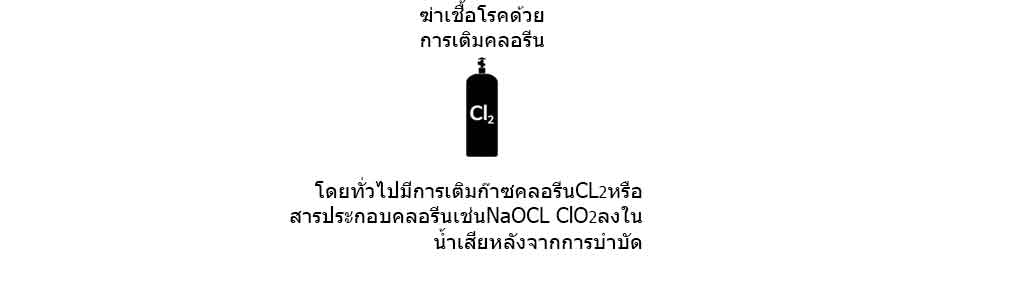 ฆ่าเชื้อโรคด้วย
การเติมคลอรีน
Cl₂
โดยทั่วไปมีการเติมก๊าซคลอรีนCL2หรือ
สารประกอบคลอรีนเช่นNaOCL ClO2ลงใน
น้ำเสียหลังจากการบำบัด